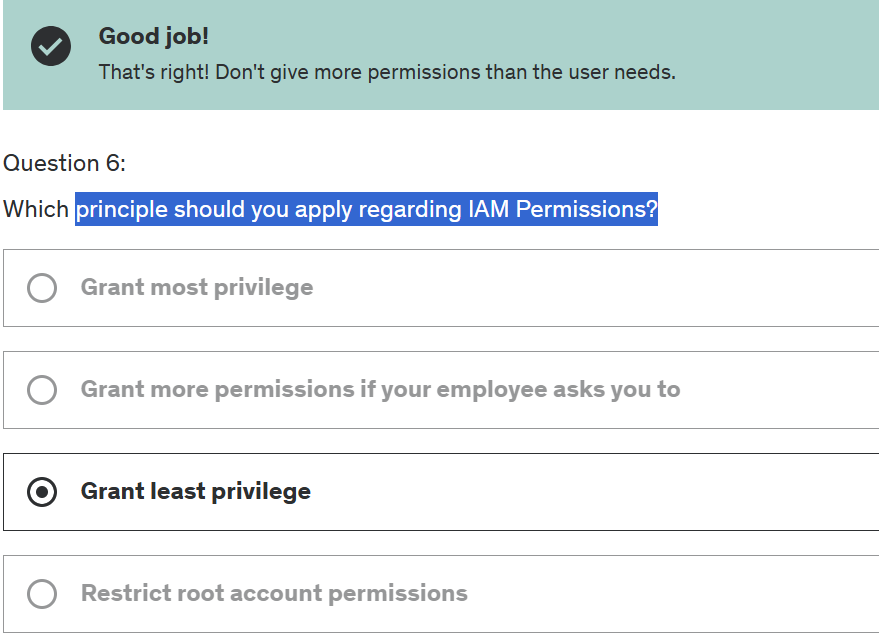 Good job!
That's right! Don't give more permissions than the user needs.
Question 6:
Which principle should you apply regarding IAM Permissions?
Grant most privilege
Grant more permissions if your employee asks you to
Grant least privilege
Restrict root account permissions